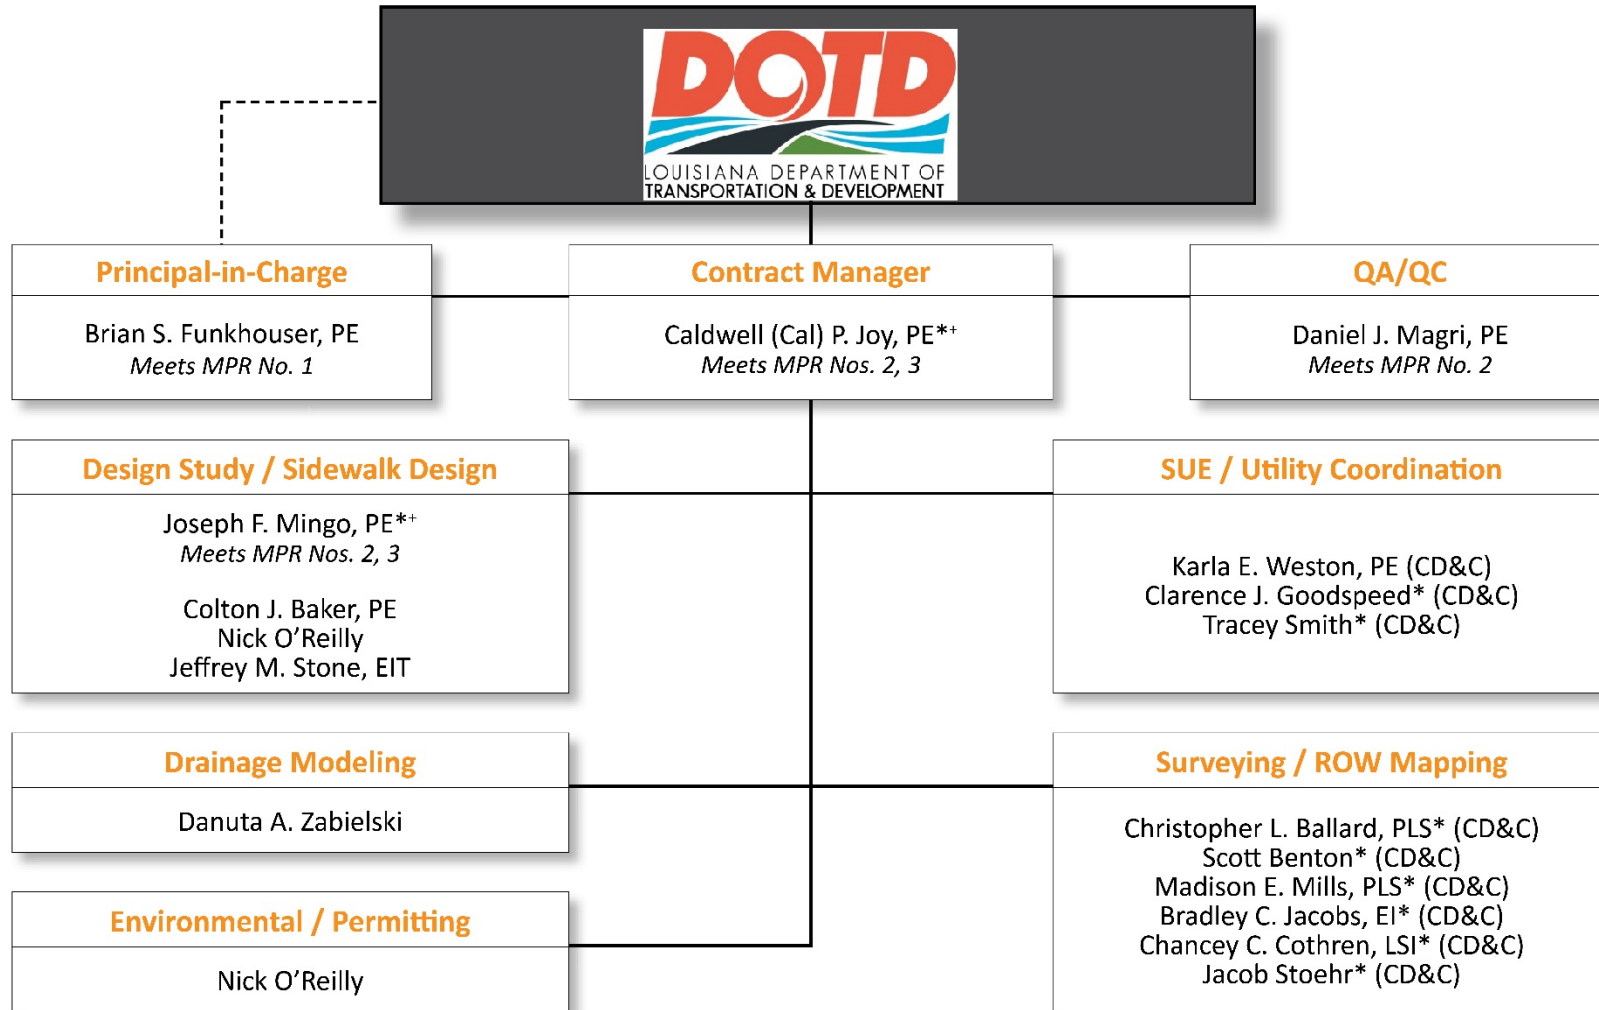 DOTD
LOUISIANA DEPARTMENT OF
TRANSPORTATION & DEVELOPMENT
Principal-in-Charge
Brian S. Funkhouser, PE
Meets MPR No. 1
Contract Manager
Caldwell (Cal) P. Joy, PE*⁺
Meets MPR Nos. 2, 3
QA/QC
Daniel J. Magri, PE
Meets MPR No. 2
Design Study / Sidewalk Design
Joseph F. Mingo, PE*⁺
Meets MPR Nos. 2, 3
Colton J. Baker, PE
Nick O’Reilly
Jeffrey M. Stone, EIT
SUE / Utility Coordination
Karla E. Weston, PE (CD&C)
Clarence J. Goodspeed* (CD&C)
Tracey Smith* (CD&C)
Drainage Modeling
Danuta A. Zabielski
Surveying / ROW Mapping
Christopher L. Ballard, PLS* (CD&C)
Scott Benton* (CD&C)
Madison E. Mills, PLS* (CD&C)
Bradley C. Jacobs, EI* (CD&C)
Chancey C. Cothren, LSI* (CD&C)
Jacob Stoehr* (CD&C)
Environmental / Permitting
Nick O’Reilly